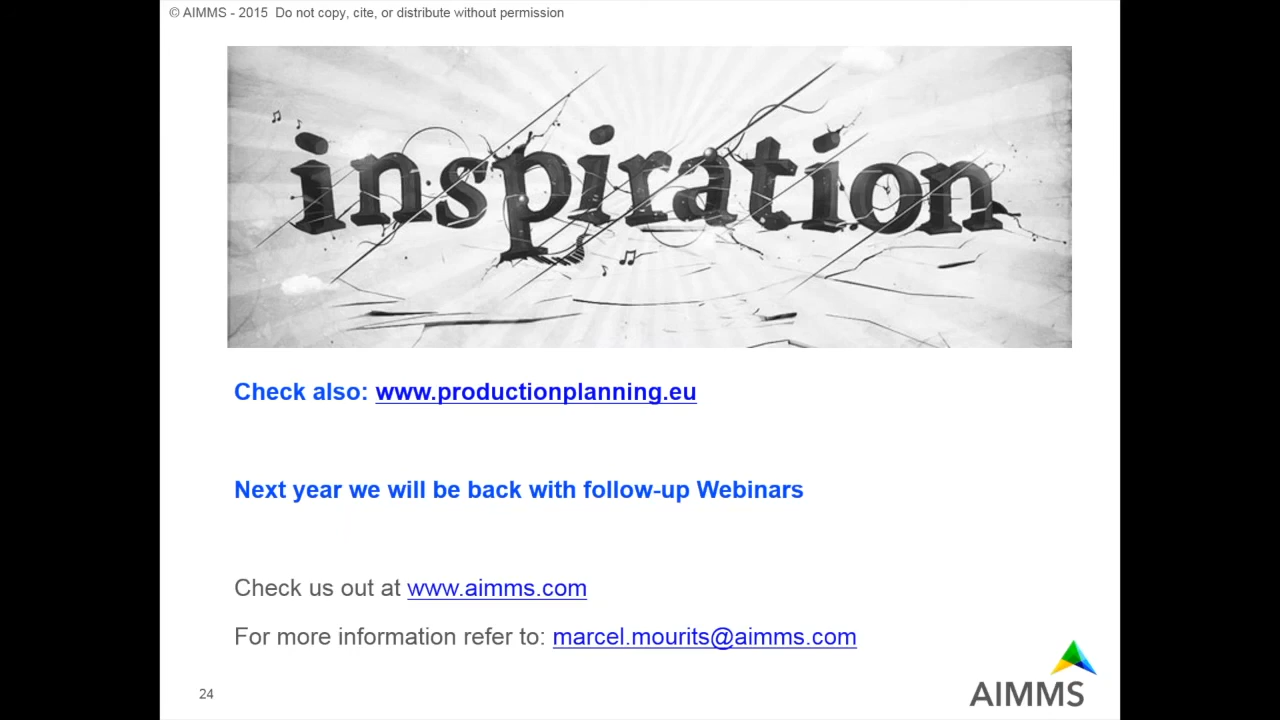 © AIMMS - 2015  Do not copy, cite, or distribute without permission
inspiration
Check also: www.productionplanning.eu
Next year we will be back with follow-up Webinars
Check us out at www.aimms.com
For more information refer to: marcel.mourits@aimms.com
24
AIMMS